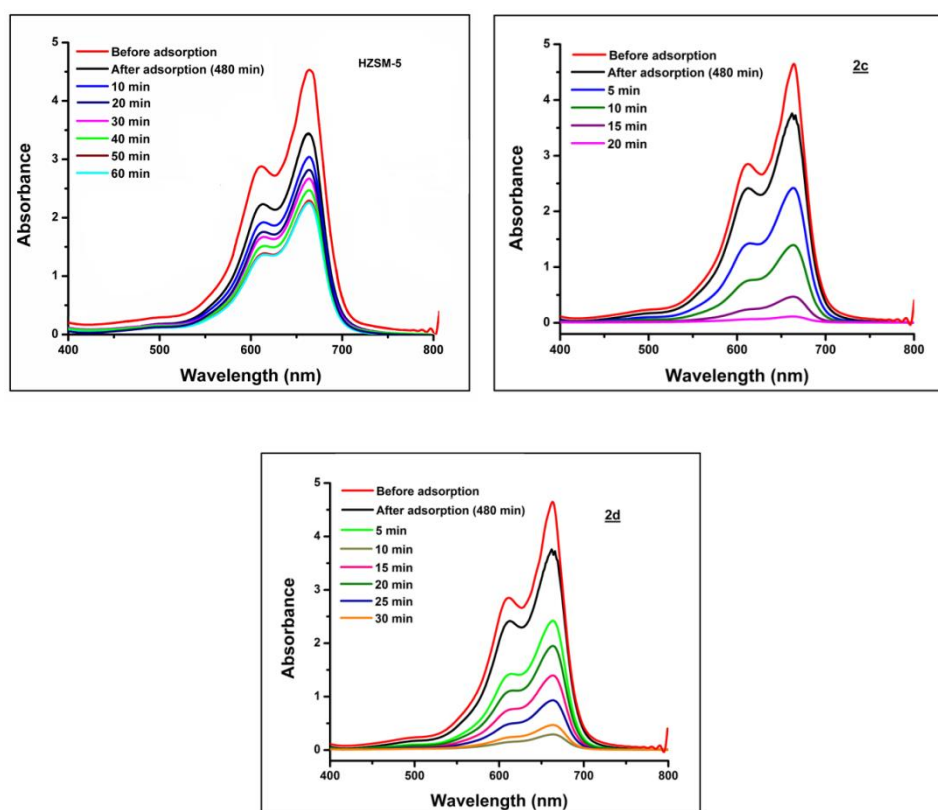 Before adsorption
After adsorption (480 min)
10 min
20 min
30 min
40 min
50 min
60 min
HZSM-5
Absorbance
5
4
3
2
1
0
400
500
600
700
800
Wavelength (nm)
Before adsorption
After adsorption (480 min)
5 min
10 min
15 min
20 min
2c
Absorbance
5
4
3
2
1
0
400
500
600
700
800
Wavelength (nm)
Before adsorption
After adsorption (480 min)
5 min
10 min
15 min
20 min
25 min
30 min
2d
Absorbance
5
4
3
2
1
0
400
500
600
700
800
Wavelength (nm)